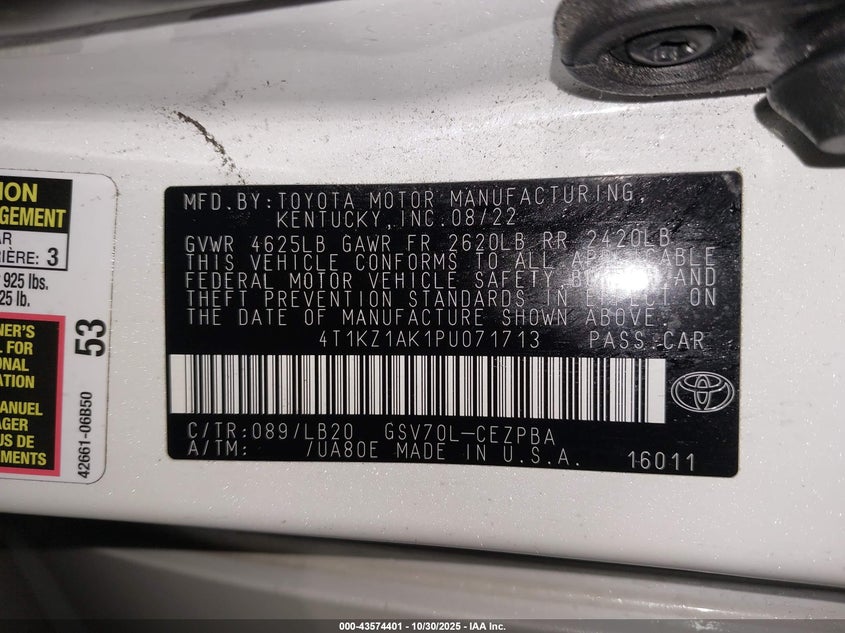 ION
GEMENT
AR
IÈRE: 3
925 lbs.
25 lb.
NER'S
L FOR
IONAL
ATION
ANUEL
AGER
US DE
EMENTS
53
42661-06B50
MFD.BY:TOYOTA MOTOR MANUFACTURING,
KENTUCKY,INC.08/22
GVWR 4625LB GAWR FR 2620LB RR 2420LB
THIS VEHICLE CONFORMS TO ALL APPLICABLE
FEDERAL MOTOR VEHICLE SAFETY, AND
THEFT PREVENTION STANDARDS IN EFFECT ON
THE DATE OF MANUFACTURE SHOWN ABOVE.
4T1KZ1AK1PU071713 PASS.CAR
C/TR:089/LB20 GSV70L-CEZPBA
A/TM: /UA80E MADE IN U.S.A. 16011
000-43574401 - 10/30/2025 - IAA Inc.